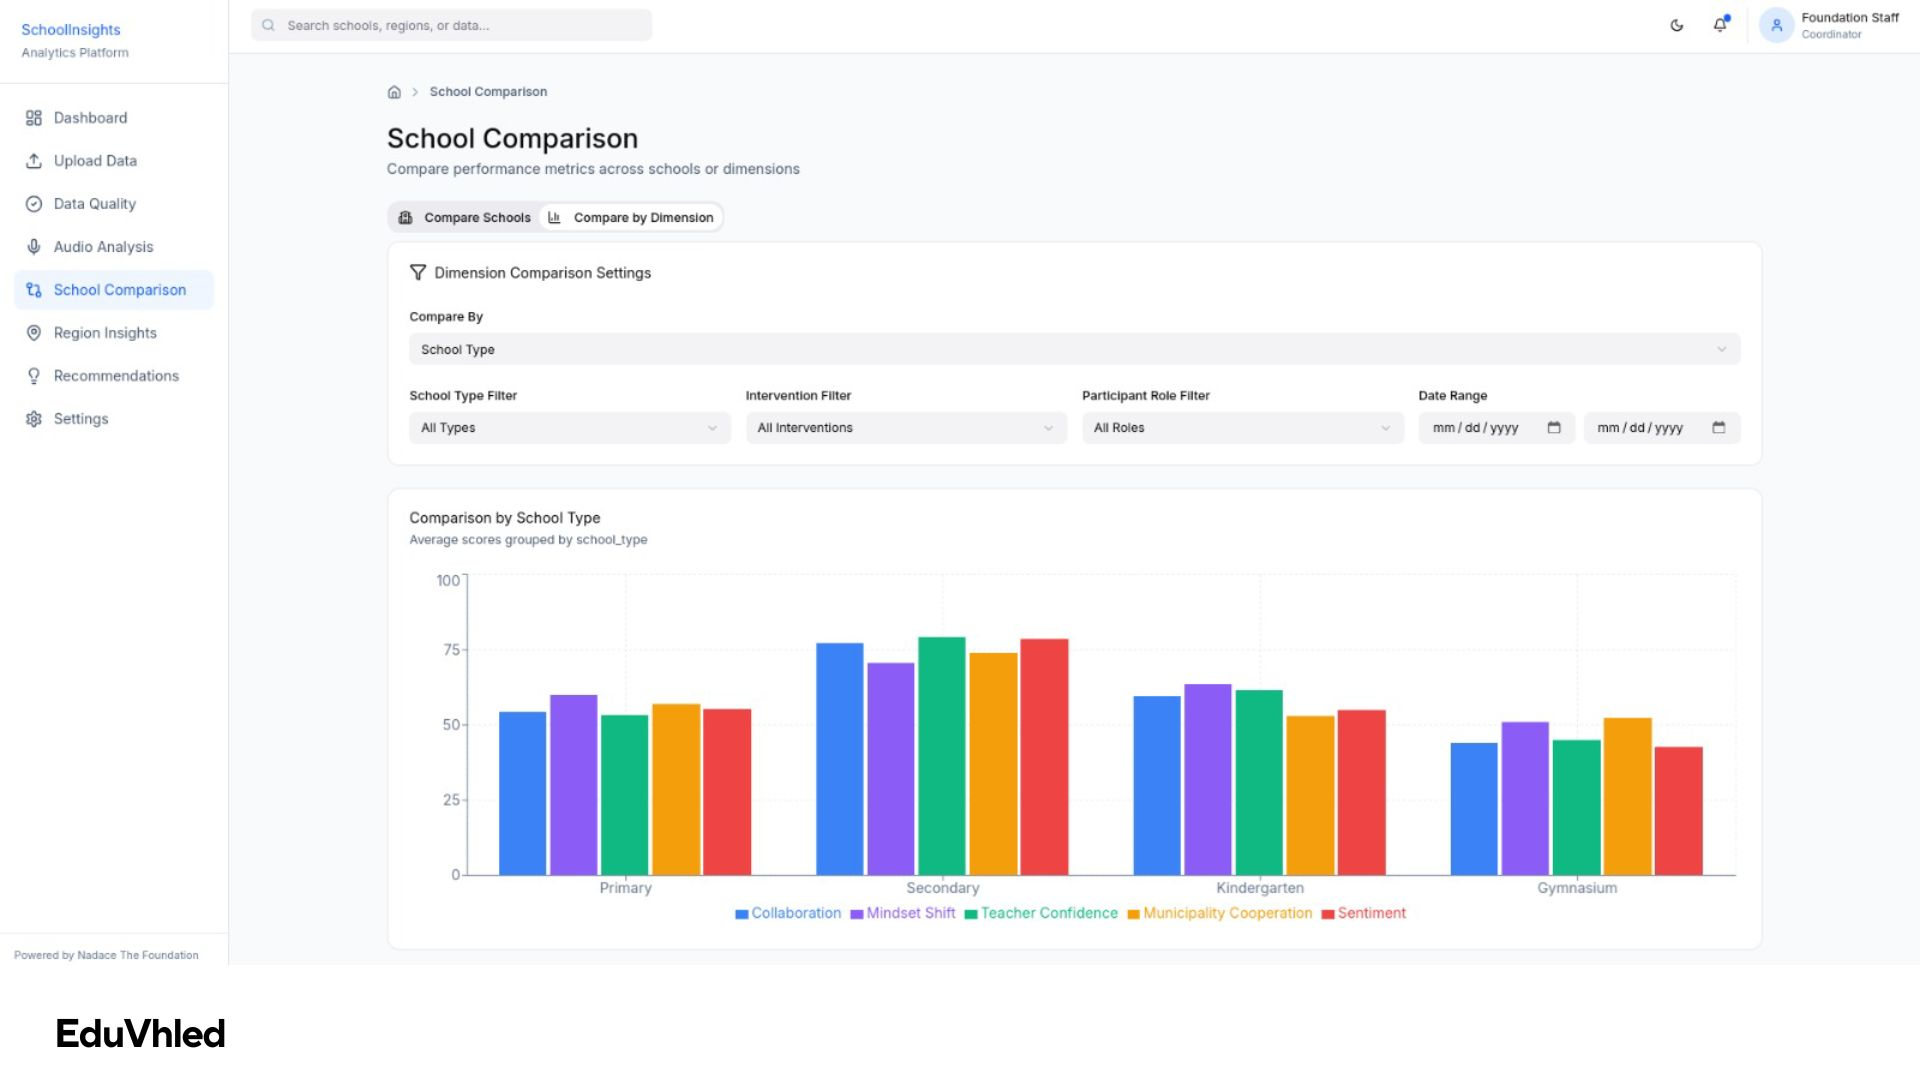 SchoolInsights
Analytics Platform
Search schools, regions, or data...
Foundation Staff
Coordinator
Dashboard
Upload Data
Data Quality
Audio Analysis
School Comparison
Region Insights
Recommendations
Settings
Powered by Nadace The Foundation
School Comparison
School Comparison
Compare performance metrics across schools or dimensions
Compare Schools
Compare by Dimension
Dimension Comparison Settings
Compare By
School Type
School Type Filter
Intervention Filter
Participant Role Filter
Date Range
All Types
All Interventions
All Roles
mm/dd/yyyy
mm/dd/yyyy
Comparison by School Type
Average scores grouped by school_type
100
75
50
25
0
Primary
Secondary
Kindergarten
Gymnasium
Collaboration
Mindset Shift
Teacher Confidence
Municipality Cooperation
Sentiment
EduVhled